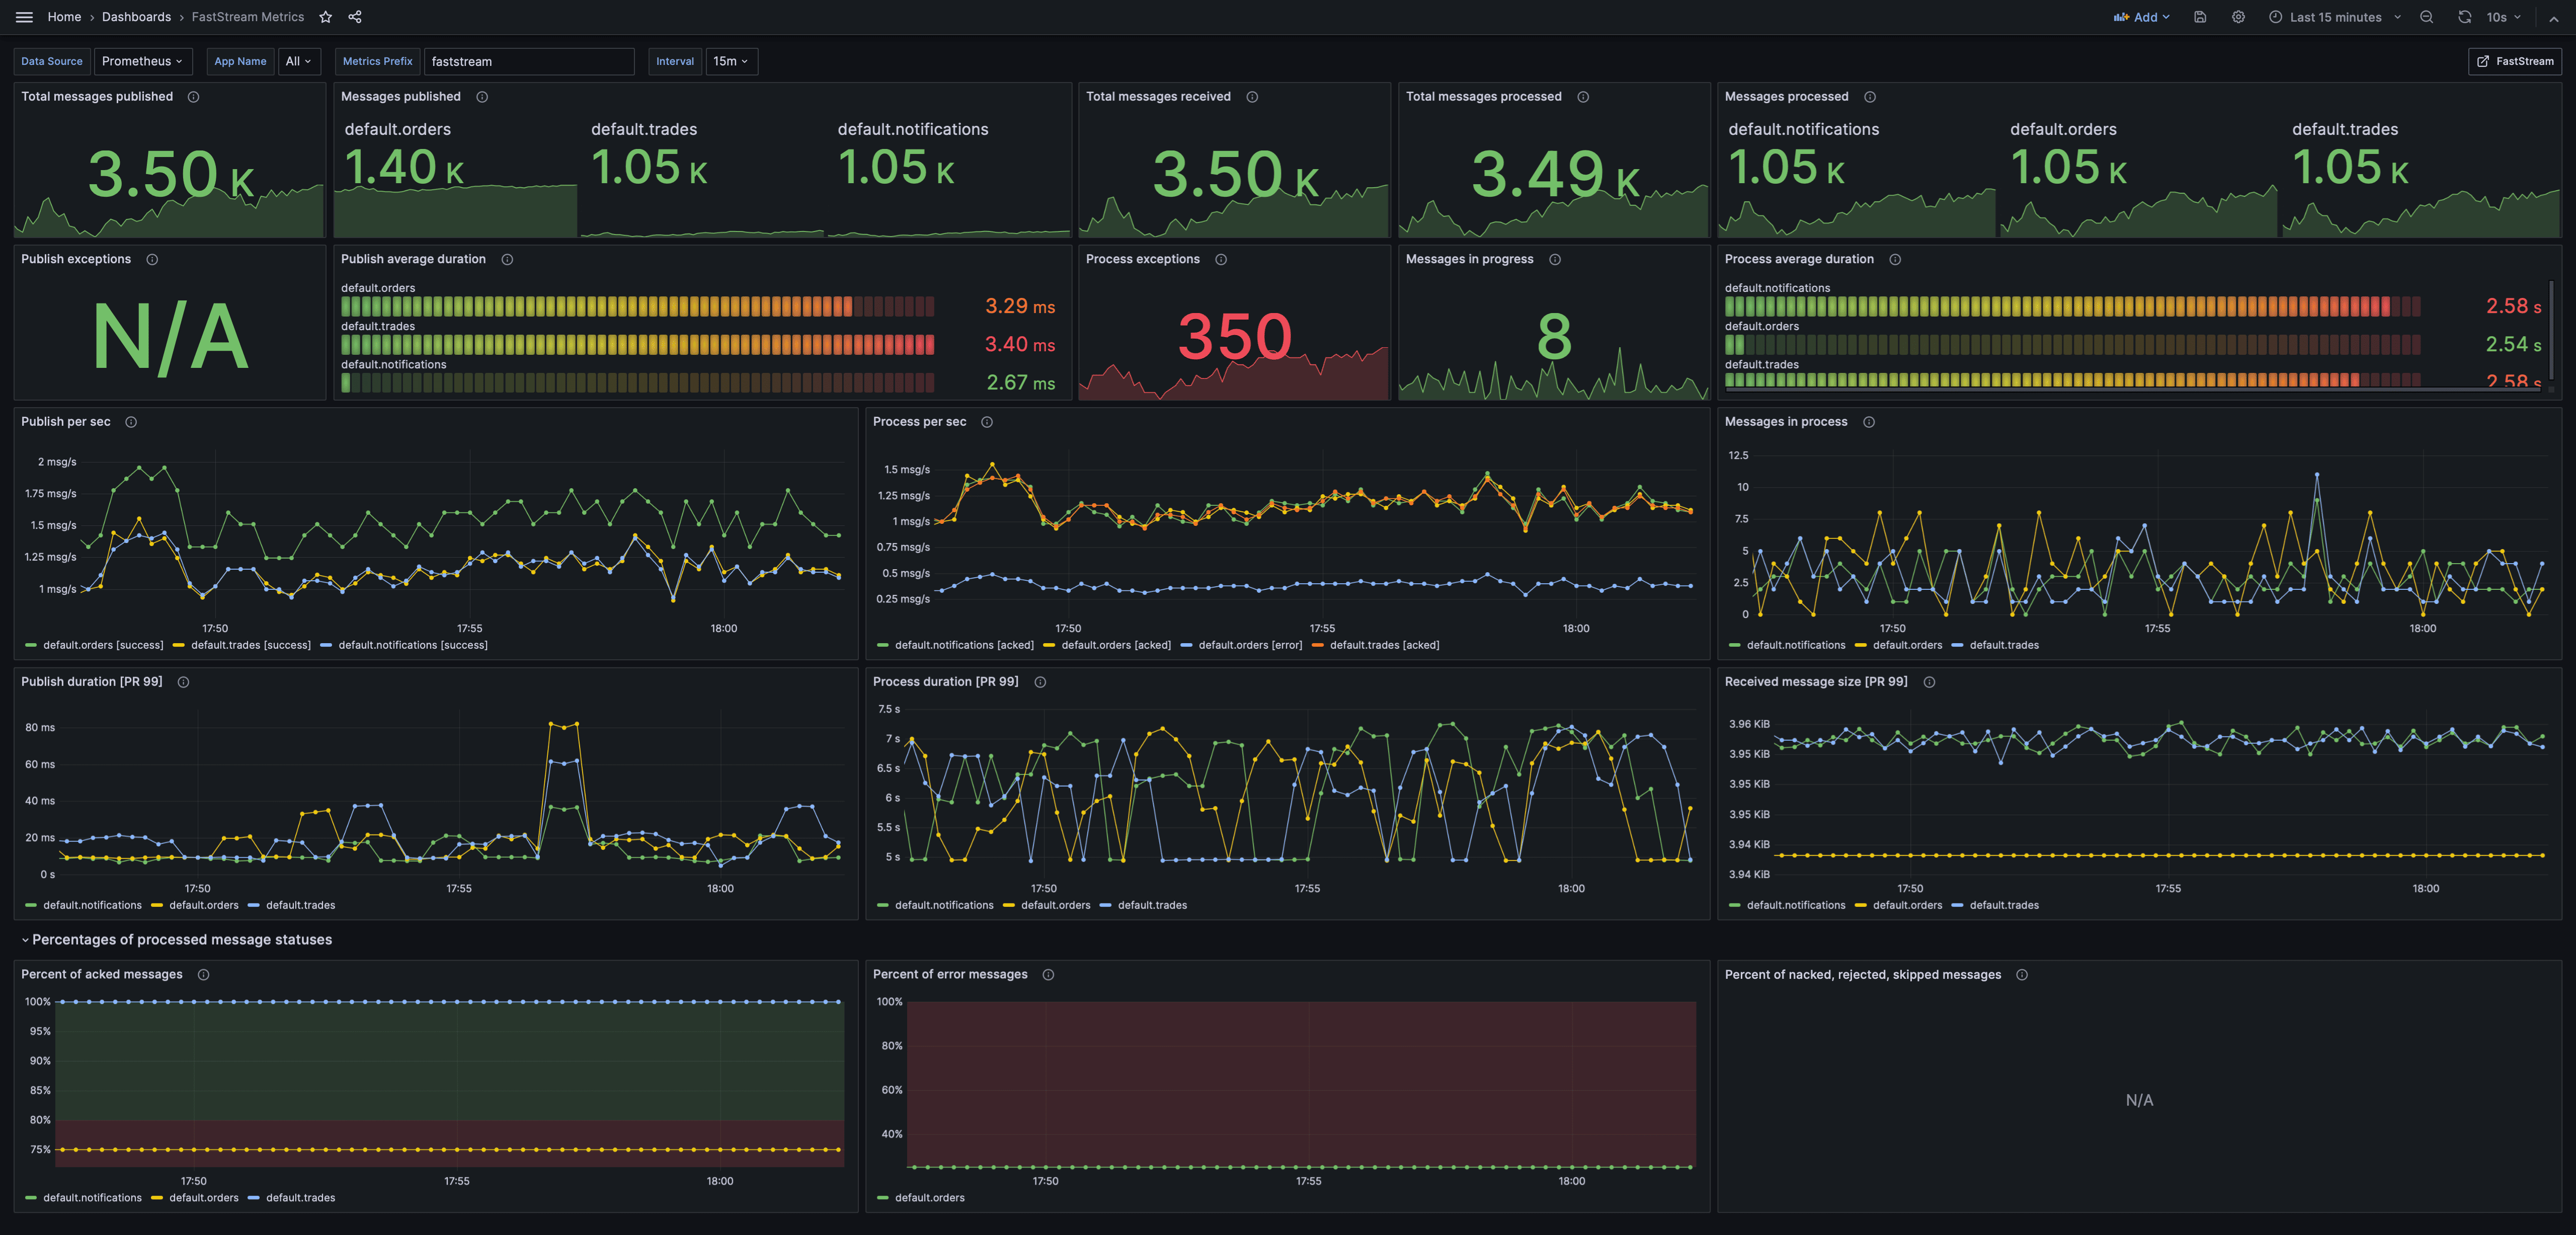 Home › Dashboards › FastStream Metrics
Add
Last 15 minutes
10s
Data Source Prometheus App Name All Metrics Prefix faststream Interval 15m
FastStream
Total messages published
3.50 K
Messages published
default.orders
1.40 K
default.trades
1.05 K
default.notifications
1.05 K
Total messages received
3.50 K
Total messages processed
3.49 K
Messages processed
default.notifications
1.05 K
default.orders
1.05 K
default.trades
1.05 K
Publish exceptions
N/A
Publish average duration
default.orders
3.29 ms
default.trades
3.40 ms
default.notifications
2.67 ms
Process exceptions
350
Messages in progress
8
Process average duration
default.notifications
2.58 s
default.orders
2.54 s
default.trades
2.58 s
Publish per sec
2 msg/s
1.75 msg/s
1.5 msg/s
1.25 msg/s
1 msg/s
17:50 17:55 18:00
default.orders [success] default.trades [success] default.notifications [success]
Process per sec
1.5 msg/s
1.25 msg/s
1 msg/s
0.75 msg/s
0.5 msg/s
0.25 msg/s
17:50 17:55 18:00
default.notifications [acked] default.orders [acked] default.orders [error] default.trades [acked]
Messages in process
12.5
10
7.5
5
2.5
0
17:50 17:55 18:00
default.notifications default.orders default.trades
Publish duration [PR 99]
80 ms
60 ms
40 ms
20 ms
0 s
17:50 17:55 18:00
default.notifications default.orders default.trades
Process duration [PR 99]
7.5 s
7 s
6.5 s
6 s
5.5 s
5 s
17:50 17:55 18:00
default.notifications default.orders default.trades
Received message size [PR 99]
3.96 KiB
3.95 KiB
3.95 KiB
3.95 KiB
3.94 KiB
3.94 KiB
17:50 17:55 18:00
default.notifications default.orders default.trades
Percentages of processed message statuses
Percent of acked messages
100%
95%
90%
85%
80%
75%
17:50 17:55 18:00
default.notifications default.orders default.trades
Percent of error messages
100%
80%
60%
40%
17:50 17:55 18:00
default.orders
Percent of nacked, rejected, skipped messages
N/A